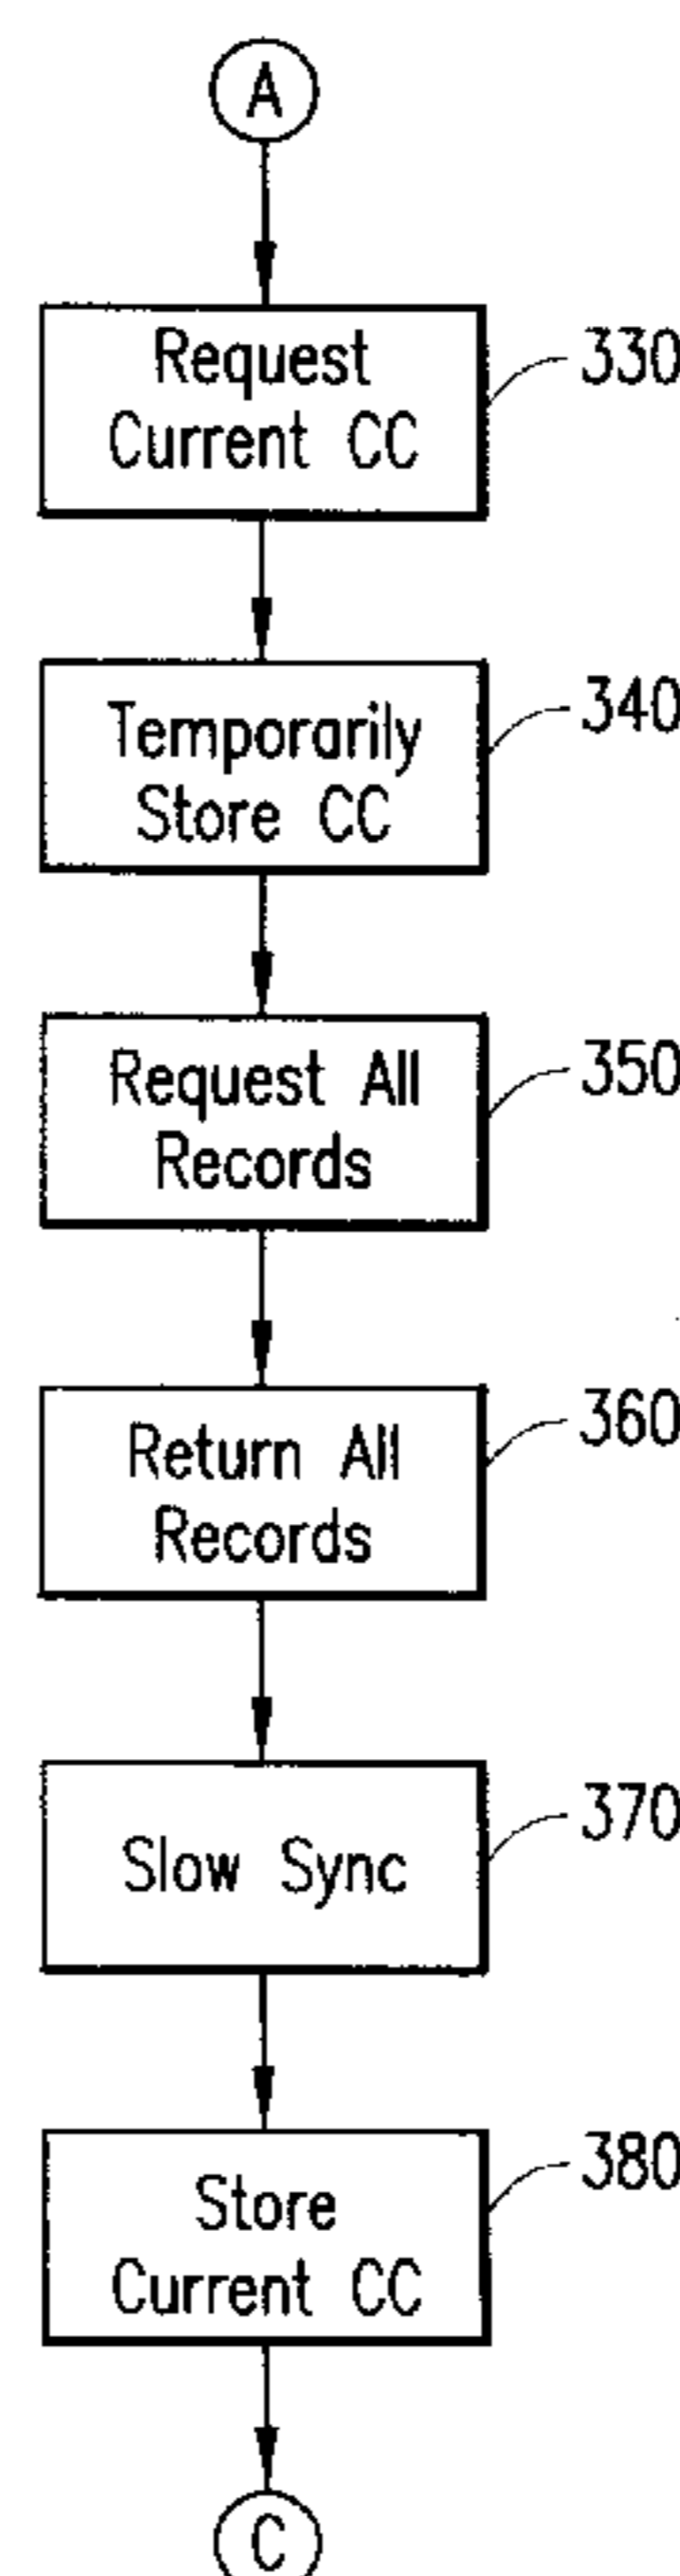 A
Request
Current CC
330
Temporarily
Store CC
340
Request All
Records
350
Return All
Records
360
Slow Sync
370
Store
Current CC
380
C